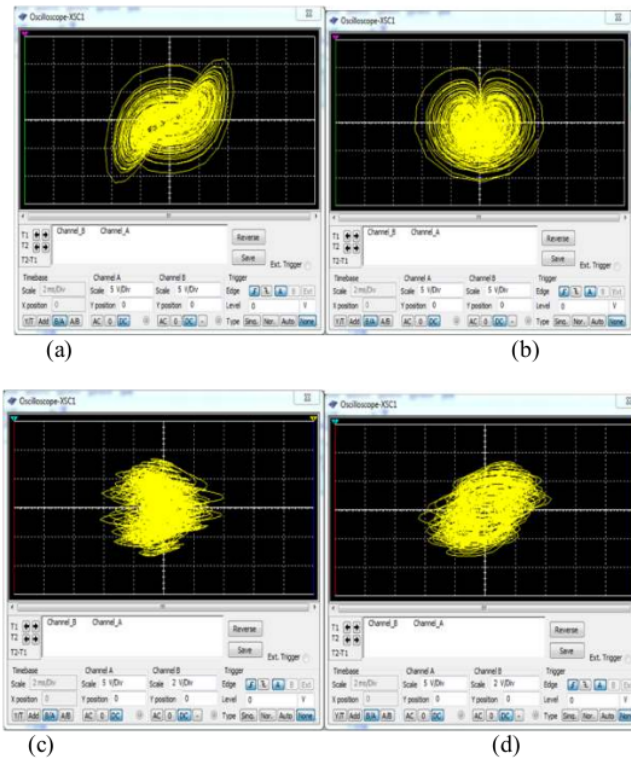 Oscilloscope-XSC1
Channel_B Channel_A
T1
T2
T2-T1
Reverse
Save
Ext. Trigger
Timebase Channel A Channel B Trigger
Scale 2 ms/Div Scale 5 V/Div Scale 5 V/Div Edge A B Ext
X position 0 Y position 0 Y position 0 Level 0 V
Y/T Add B/A A/B AC 0 DC AC 0 DC - Type Sing. Nor. Auto None
(a)
Oscilloscope-XSC1
Channel_B Channel_A
T1
T2
T2-T1
Reverse
Save
Ext. Trigger
Timebase Channel A Channel B Trigger
Scale 2 ms/Div Scale 5 V/Div Scale 5 V/Div Edge A B Ext
X position 0 Y position 0 Y position 0 Level 0 V
Y/T Add B/A A/B AC 0 DC AC 0 DC - Type Sing. Nor. Auto None
(b)
Oscilloscope-XSC1
Channel_B Channel_A
T1
T2
T2-T1
Reverse
Save
Ext. Trigger
Timebase Channel A Channel B Trigger
Scale 2 ms/Div Scale 5 V/Div Scale 2 V/Div Edge A B Ext
X position 0 Y position 0 Y position 0 Level 0 V
Y/T Add B/A A/B AC 0 DC AC 0 DC - Type Sing. Nor. Auto None
(c)
Oscilloscope-XSC1
Channel_B Channel_A
T1
T2
T2-T1
Reverse
Save
Ext. Trigger
Timebase Channel A Channel B Trigger
Scale 2 ms/Div Scale 5 V/Div Scale 2 V/Div Edge A B Ext
X position 0 Y position 0 Y position 0 Level 0 V
Y/T Add B/A A/B AC 0 DC AC 0 DC - Type Sing. Nor. Auto None
(d)